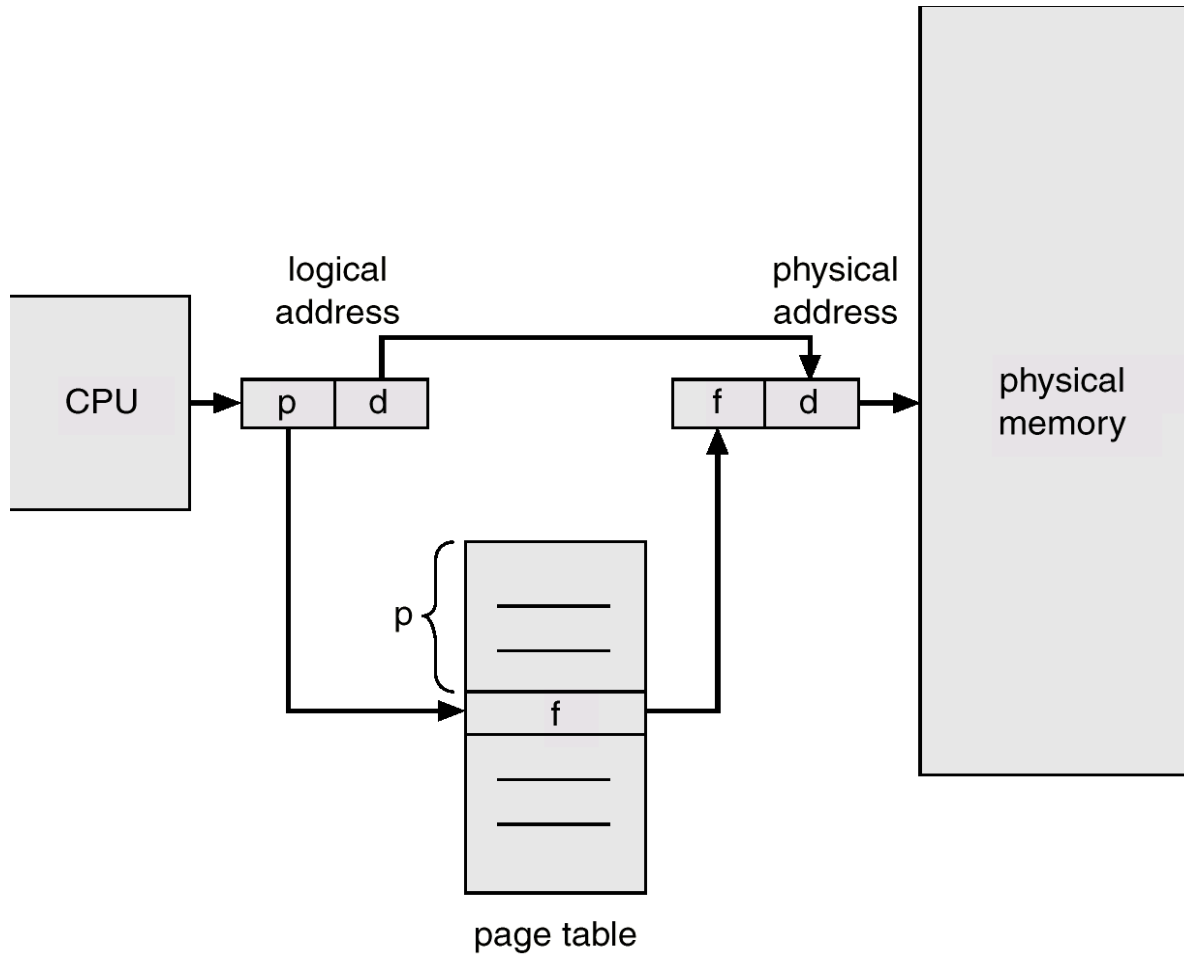 logical
address
physical
address
CPU
p
d
f
d
physical
memory
p
f
page table